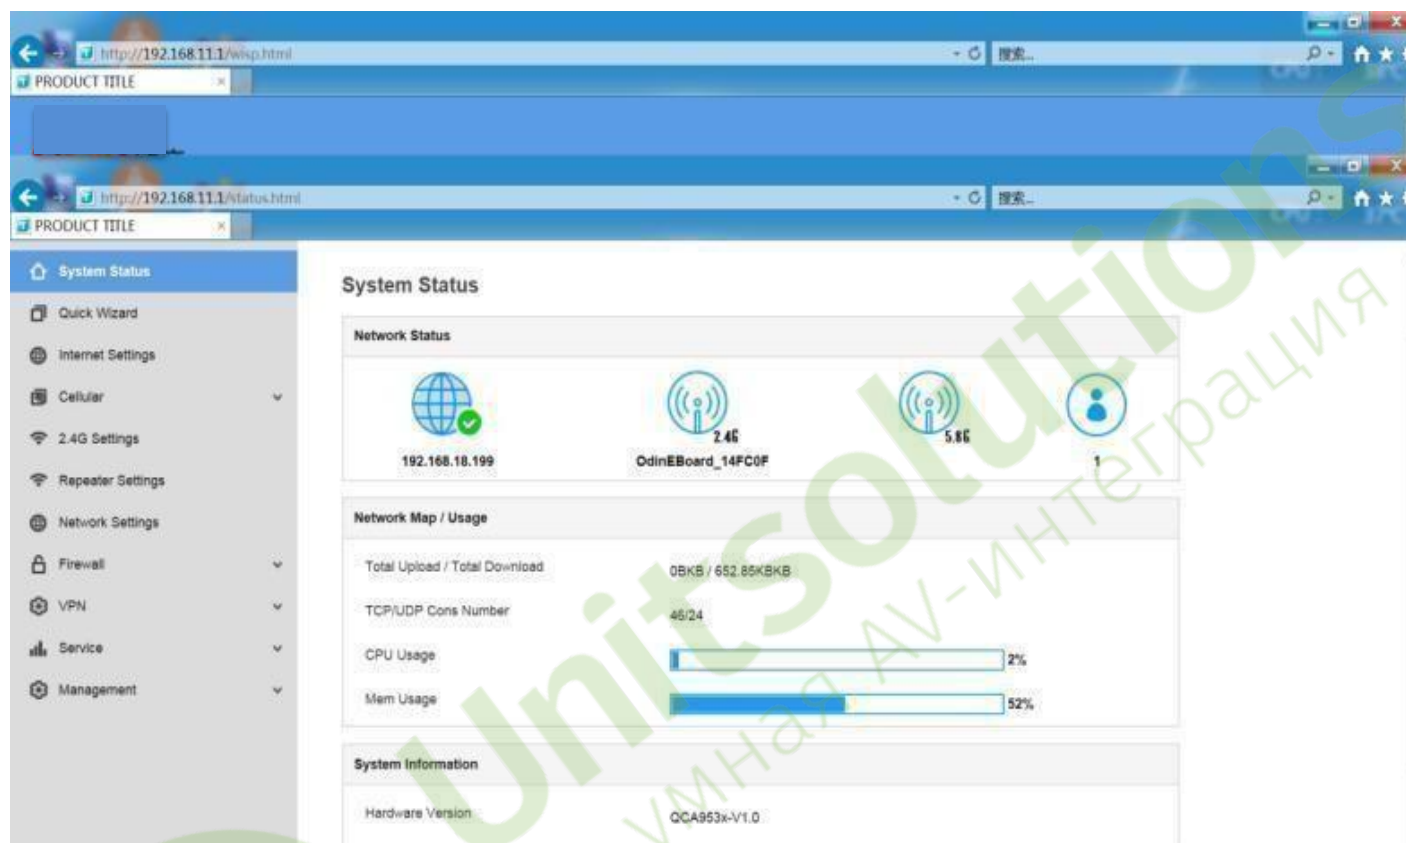 http://192.168.11.1/wisp.html
搜索...
PRODUCT TITLE
http://192.168.11.1/status.html
搜索...
PRODUCT TITLE
System Status
Quick Wizard
Internet Settings
Cellular
2.4G Settings
Repeater Settings
Network Settings
Firewall
VPN
Service
Management
System Status
Network Status
2.4G
5.8G
192.168.18.199
OdinEBoard_14FC0F
1
Network Map / Usage
Total Upload / Total Download
0BKB / 652.85KBKB
TCP/UDP Cons Number
46/24
CPU Usage
2%
Mem Usage
52%
System Information
Hardware Version
QCA953x-V1.0
Unitsolutions
умная AV-интеграция